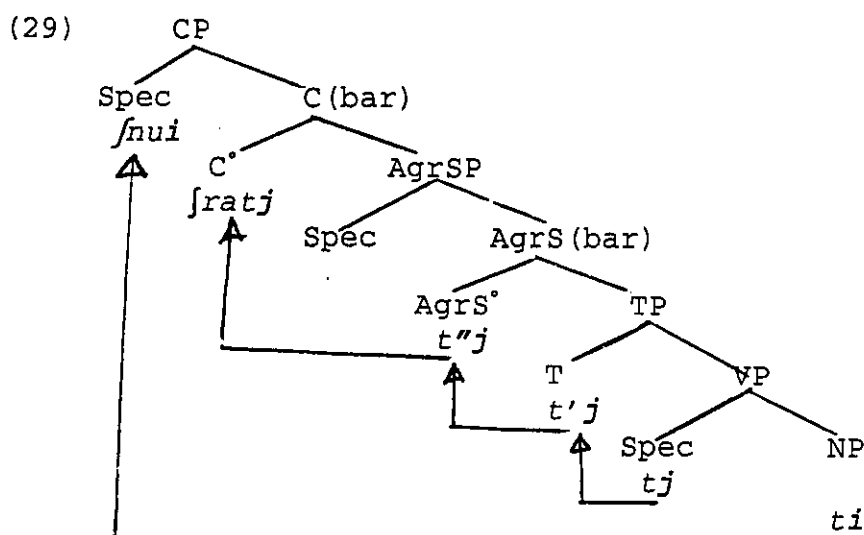 (29) CP
Spec C(bar)
ʃnui
C° AgrSP
ʃratj
Spec AgrS(bar)
AgrS° TP
t"j
T VP
t'j
Spec NP
tj
ti